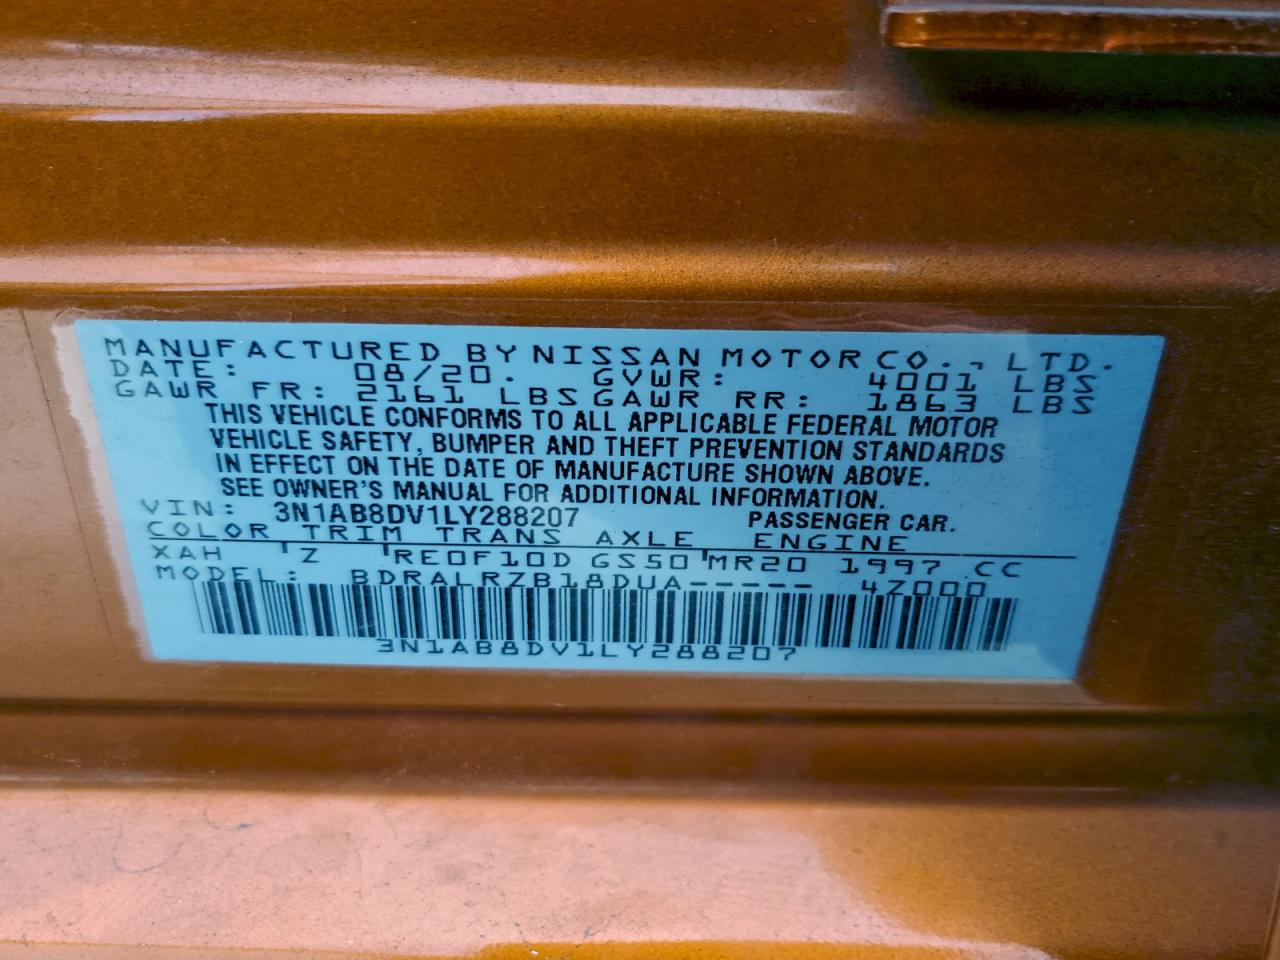 MANUFACTURED BY NISSAN MOTOR CO., LTD.
DATE: 08/20. GVWR: 4001 LBS
GAWR FR: 2161 LBS GAWR RR: 1863 LBS
THIS VEHICLE CONFORMS TO ALL APPLICABLE FEDERAL MOTOR
VEHICLE SAFETY, BUMPER AND THEFT PREVENTION STANDARDS
IN EFFECT ON THE DATE OF MANUFACTURE SHOWN ABOVE.
SEE OWNER'S MANUAL FOR ADDITIONAL INFORMATION.
VIN: 3N1AB8DV1LY288207 PASSENGER CAR.
COLOR TRIM TRANS AXLE ENGINE
XAH Z RE0F10D GS50 MR20 1997 CC
MODEL: BDRALRZB18DUA----- 4Z000
3N1AB8DV1LY288207